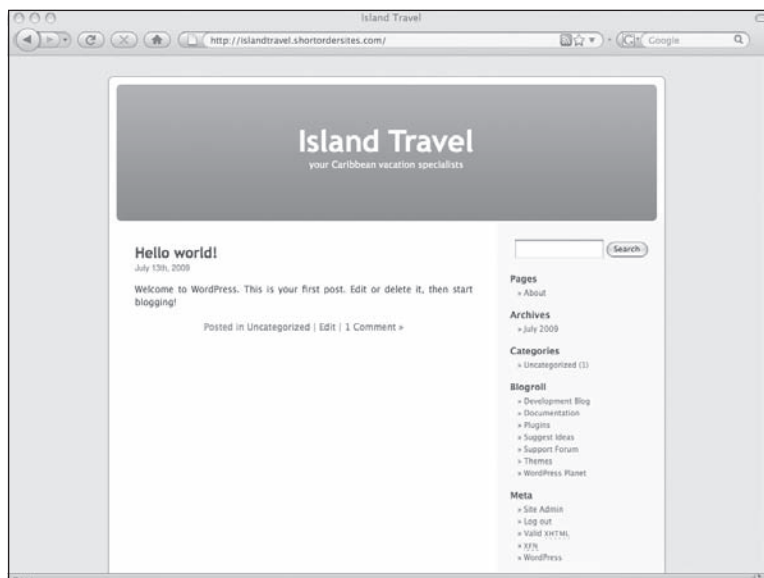 Island Travel
http://islandtravel.shortordersites.com/
Google
Island Travel
your Caribbean vacation specialists
Hello world!
July 13th, 2009
Welcome to WordPress. This is your first post. Edit or delete it, then start
blogging!
Posted in Uncategorized | Edit | 1 Comment »
Search
Pages
» About
Archives
» July 2009
Categories
» Uncategorized (1)
Blogroll
» Development Blog
» Documentation
» Plugins
» Suggest Ideas
» Support Forum
» Themes
» WordPress Planet
Meta
» Site Admin
» Log out
» Valid XHTML
» XFN
» WordPress